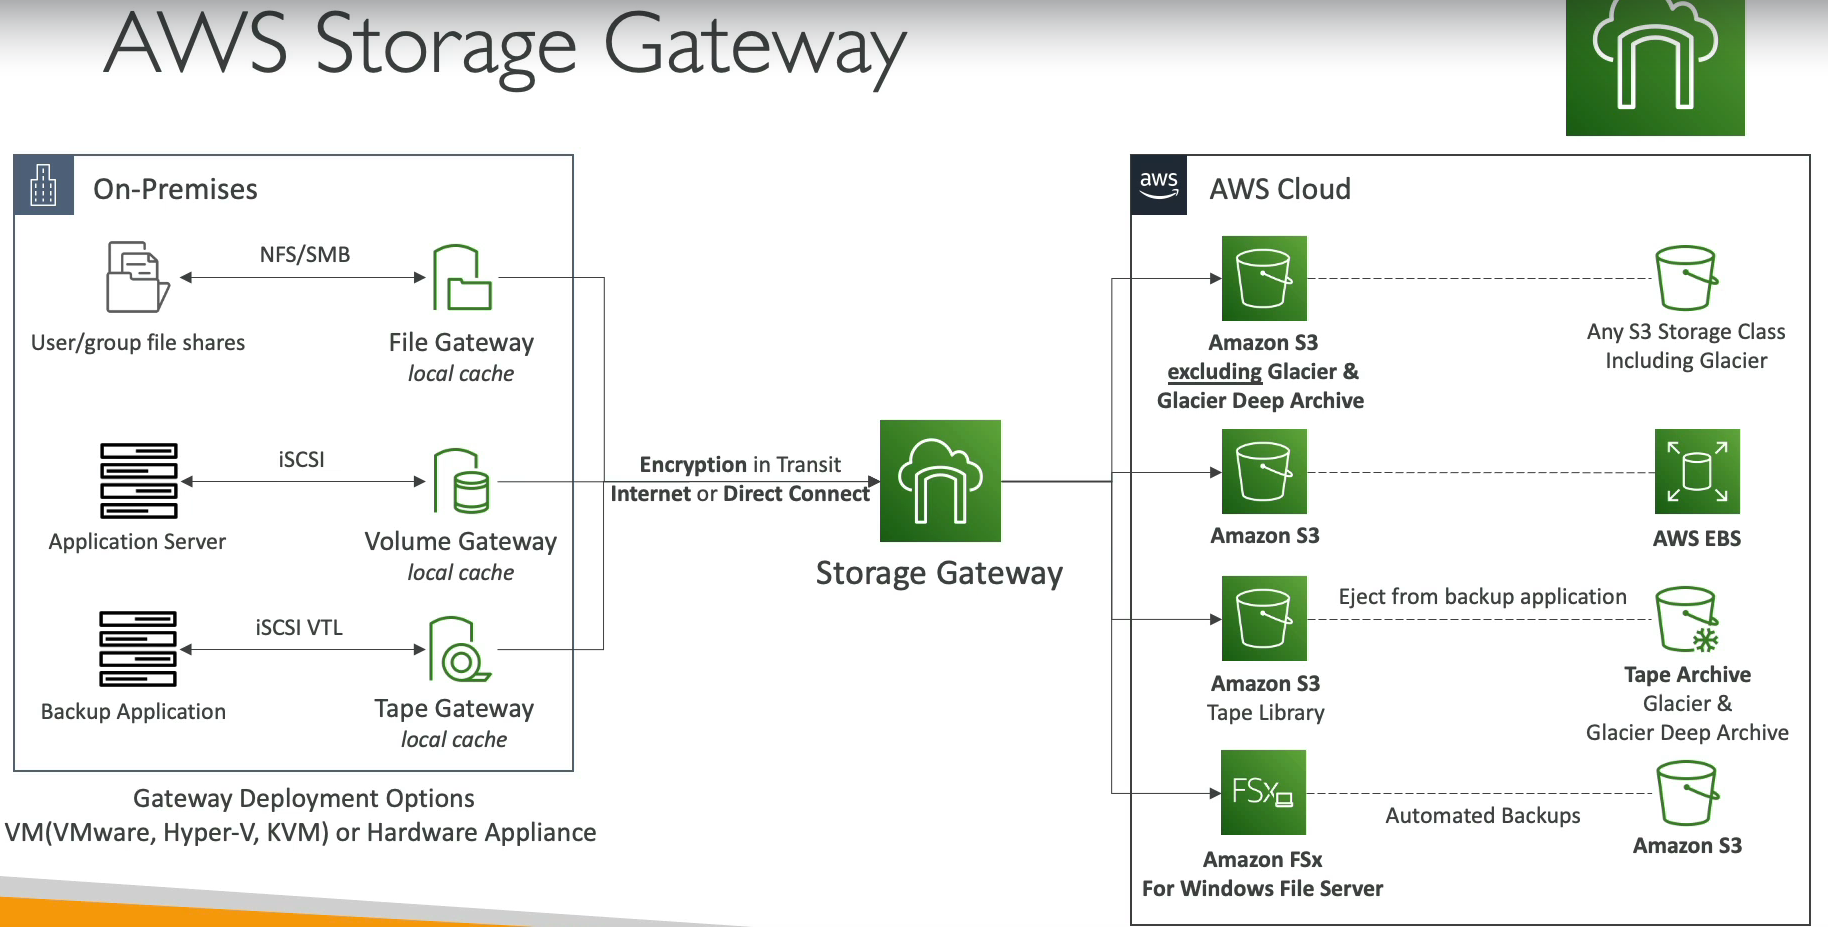 AWS Storage Gateway
On-Premises
NFS/SMB
User/group file shares
File Gateway
local cache
iSCSI
Application Server
Volume Gateway
local cache
iSCSI VTL
Backup Application
Tape Gateway
local cache
Gateway Deployment Options
VM(VMware, Hyper-V, KVM) or Hardware Appliance
Encryption in Transit
Internet or Direct Connect
Storage Gateway
aws
AWS Cloud
Amazon S3
excluding Glacier &
Glacier Deep Archive
Any S3 Storage Class
Including Glacier
Amazon S3
AWS EBS
Amazon S3
Tape Library
Eject from backup application
Tape Archive
Glacier &
Glacier Deep Archive
FSx
Amazon FSx
For Windows File Server
Automated Backups
Amazon S3